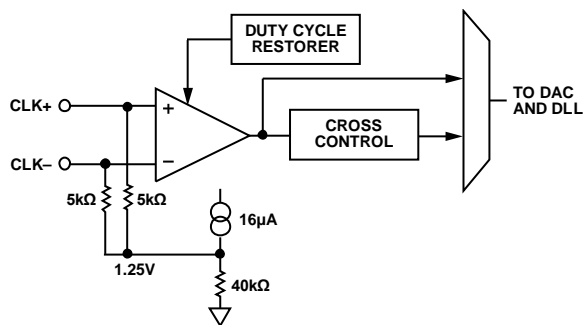 DUTY CYCLE
RESTORER
CLK+
+
TO DAC
AND DLL
CROSS
CONTROL
CLK–
–
5kΩ
5kΩ
16µA
1.25V
40kΩ